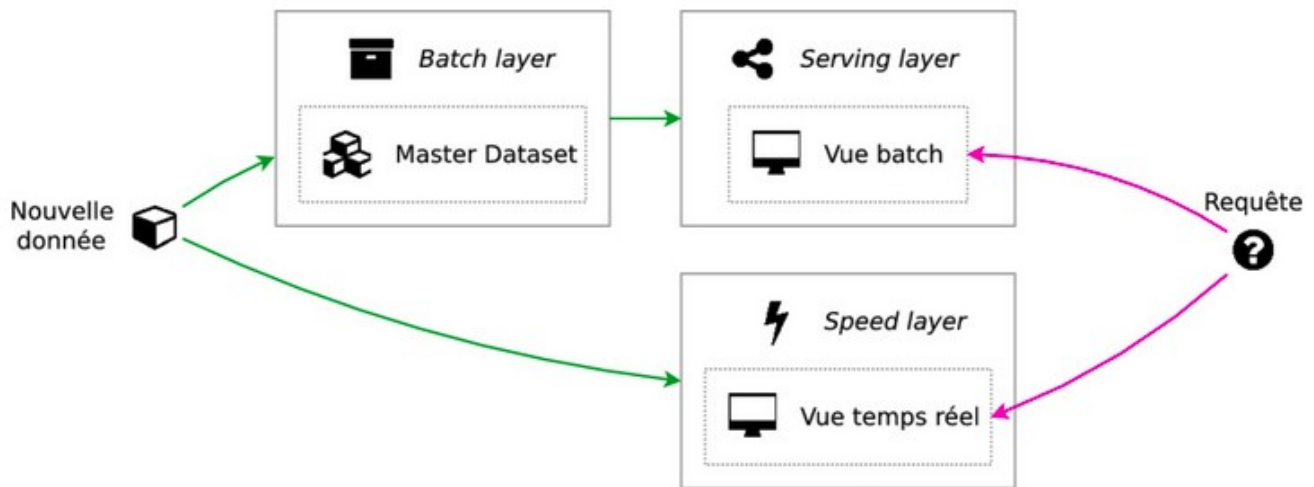 Batch layer
Master Dataset
Serving layer
Vue batch
Nouvelle
donnée
Requête
?
Speed layer
Vue temps réel